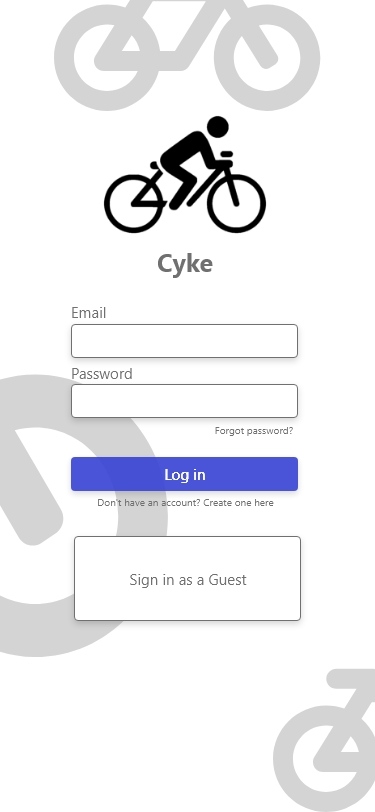 Cyke
Email
Password
Forgot password?
Log in
Don't have an account? Create one here
Sign in as a Guest